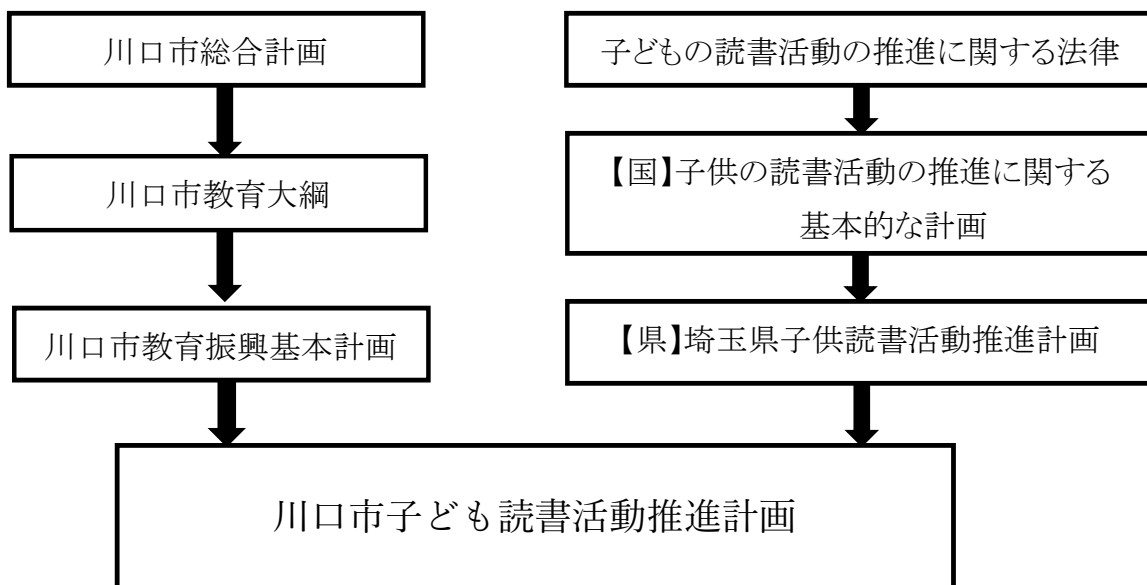 川口市総合計画
川口市教育大綱
川口市教育振興基本計画
子どもの読書活動の推進に関する法律
【国】子供の読書活動の推進に関する
基本的な計画
【県】埼玉県子供読書活動推進計画
川口市子ども読書活動推進計画